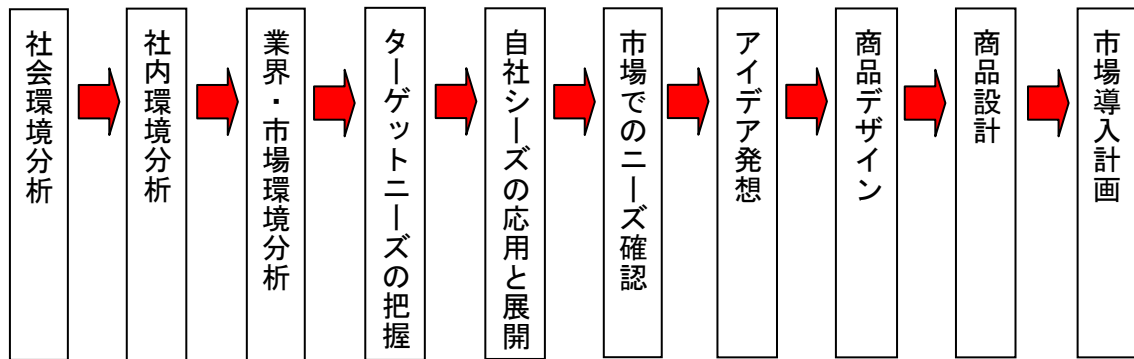 社会環境分析
社内環境分析
業界・市場環境分析
ターゲットニーズの把握
自社シーズの応用と展開
市場でのニーズ確認
アイデア発想
商品デザイン
商品設計
市場導入計画